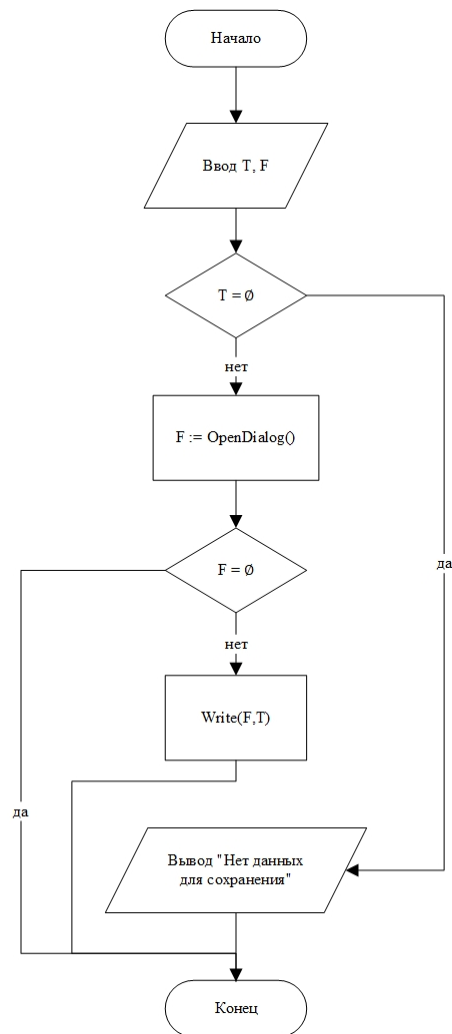 Начало
Ввод T, F
T = Ø
нет
F := OpenDialog()
F = Ø
да
нет
Write(F,T)
да
Вывод "Нет данных
для сохранения"
Конец